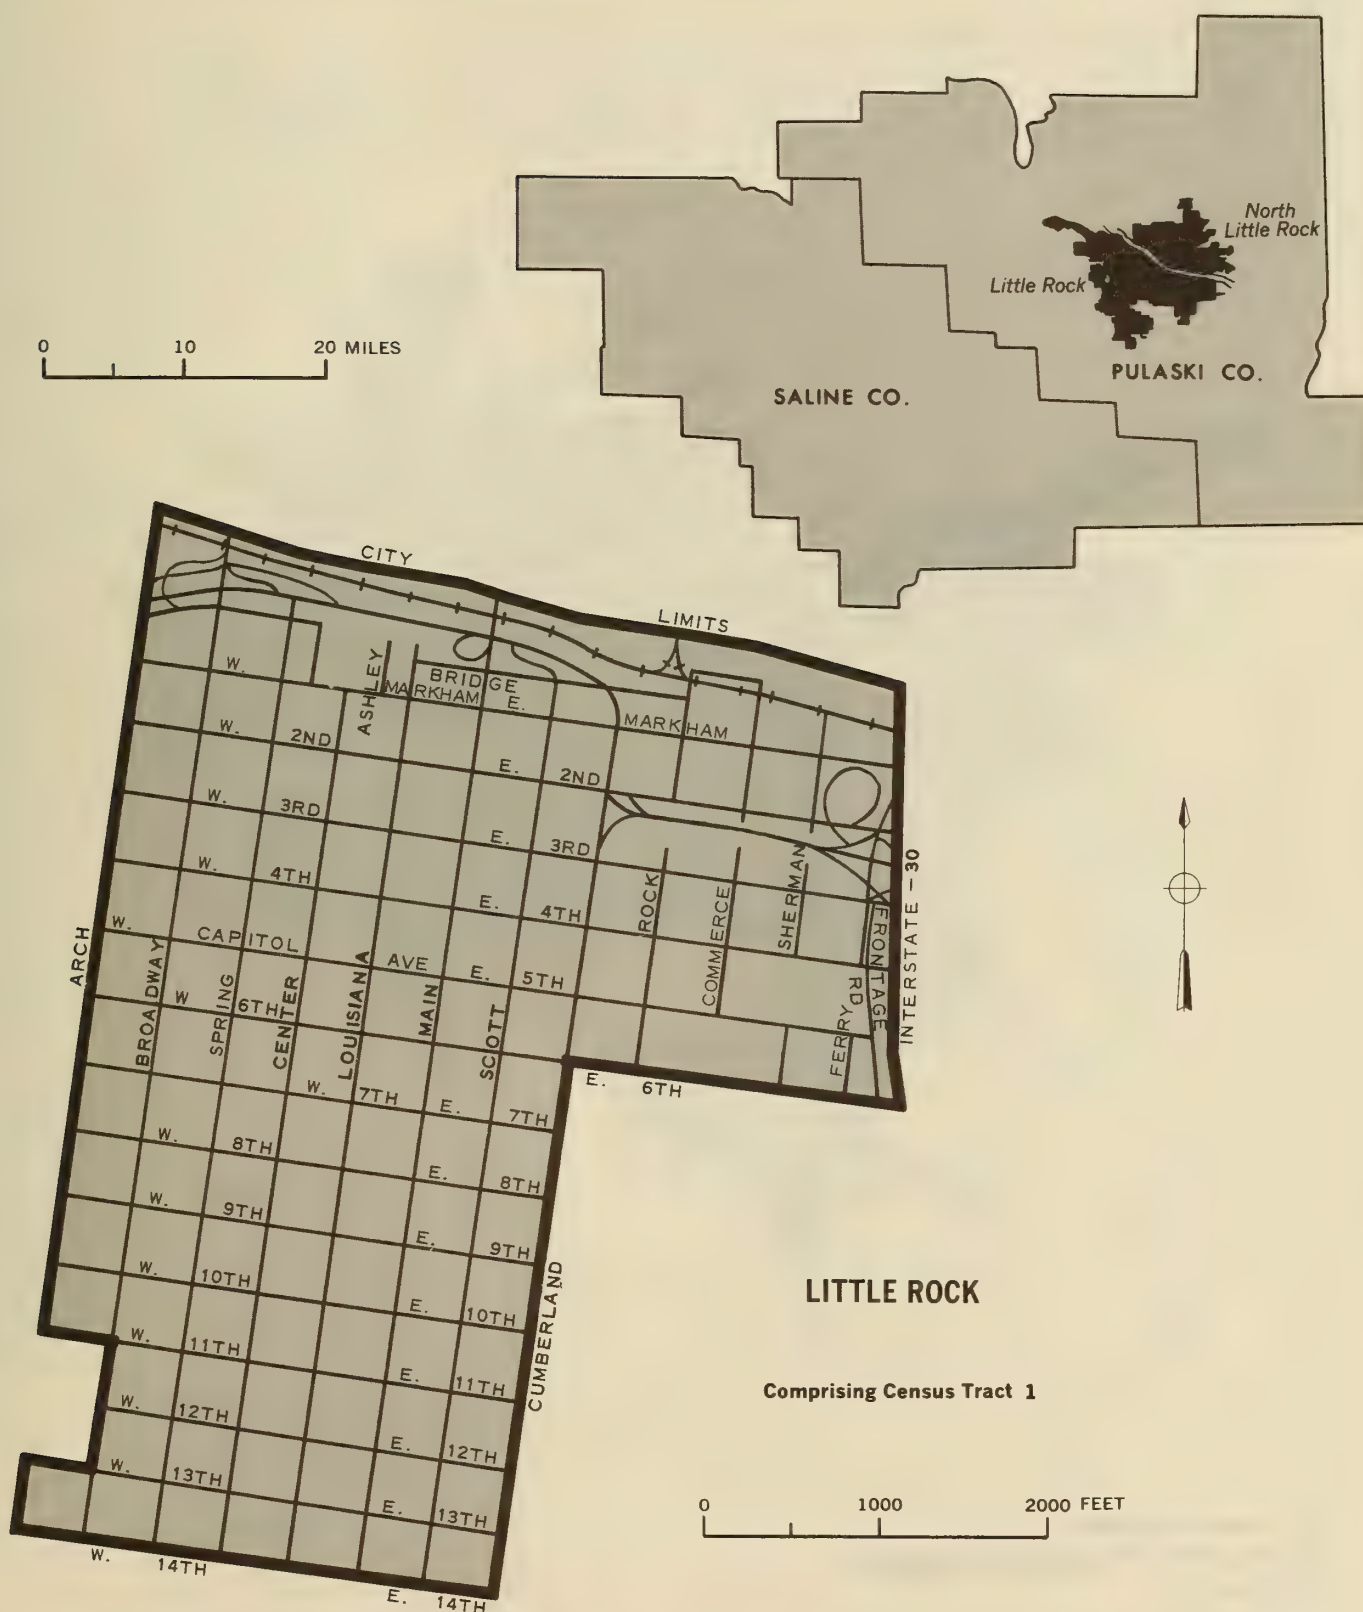 North
Little Rock
Little Rock
0 10 20 MILES
PULASKI CO.
SALINE CO.
CITY
LIMITS
ASHLEY
W.
BRIDGE
MARKHAM E.
MARKHAM
W. 2ND
E. 2ND
W. 3RD
E. 3RD
W. 4TH
E. 4TH
ROCK
COMMERCE
SHERMAN
FERRY
FRONTAGE
RD
INTERSTATE - 30
W. CAPITOL AVE
E. 5TH
ARCH
BROADWAY
SPRING
CENTER
LOUISIANA
MAIN
SCOTT
W 6TH
E. 6TH
W. 7TH
E. 7TH
W. 8TH
E. 8TH
W. 9TH
E. 9TH
W. 10TH
E. 10TH
CUMBERLAND
W. 11TH
E. 11TH
W. 12TH
E. 12TH
W. 13TH
E. 13TH
W. 14TH
E. 14TH
LITTLE ROCK
Comprising Census Tract 1
0 1000 2000 FEET